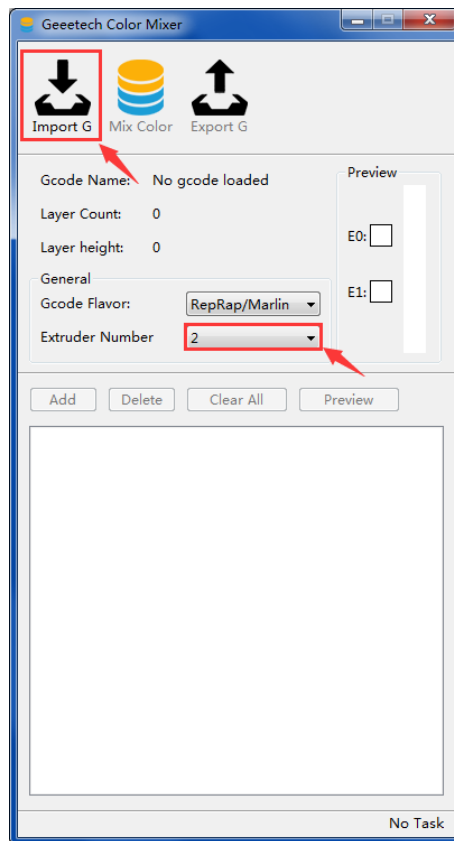 Geeetech Color Mixer
Import G Mix Color Export G
Gcode Name: No gcode loaded
Layer Count: 0
Layer height: 0
Preview
E0:
E1:
General
Gcode Flavor: RepRap/Marlin
Extruder Number 2
Add Delete Clear All Preview
No Task